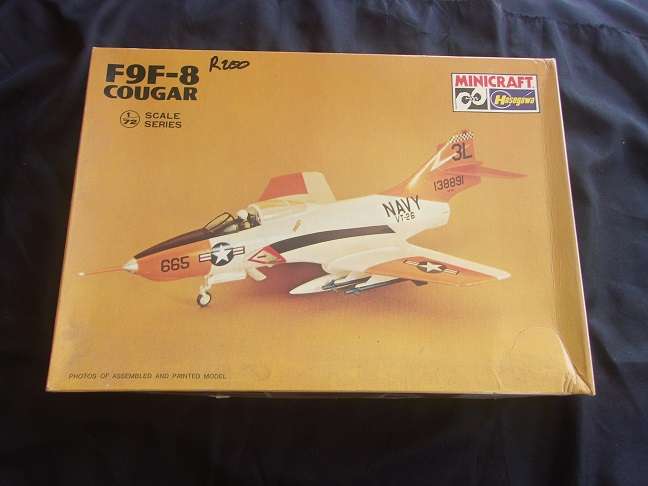 F9F-8
COUGAR
R250
1/72 SCALE
SERIES
MINICRAFT
Hasegawa
3L
138891
NAVY
VT-26
665
PHOTOS OF ASSEMBLED AND PAINTED MODEL